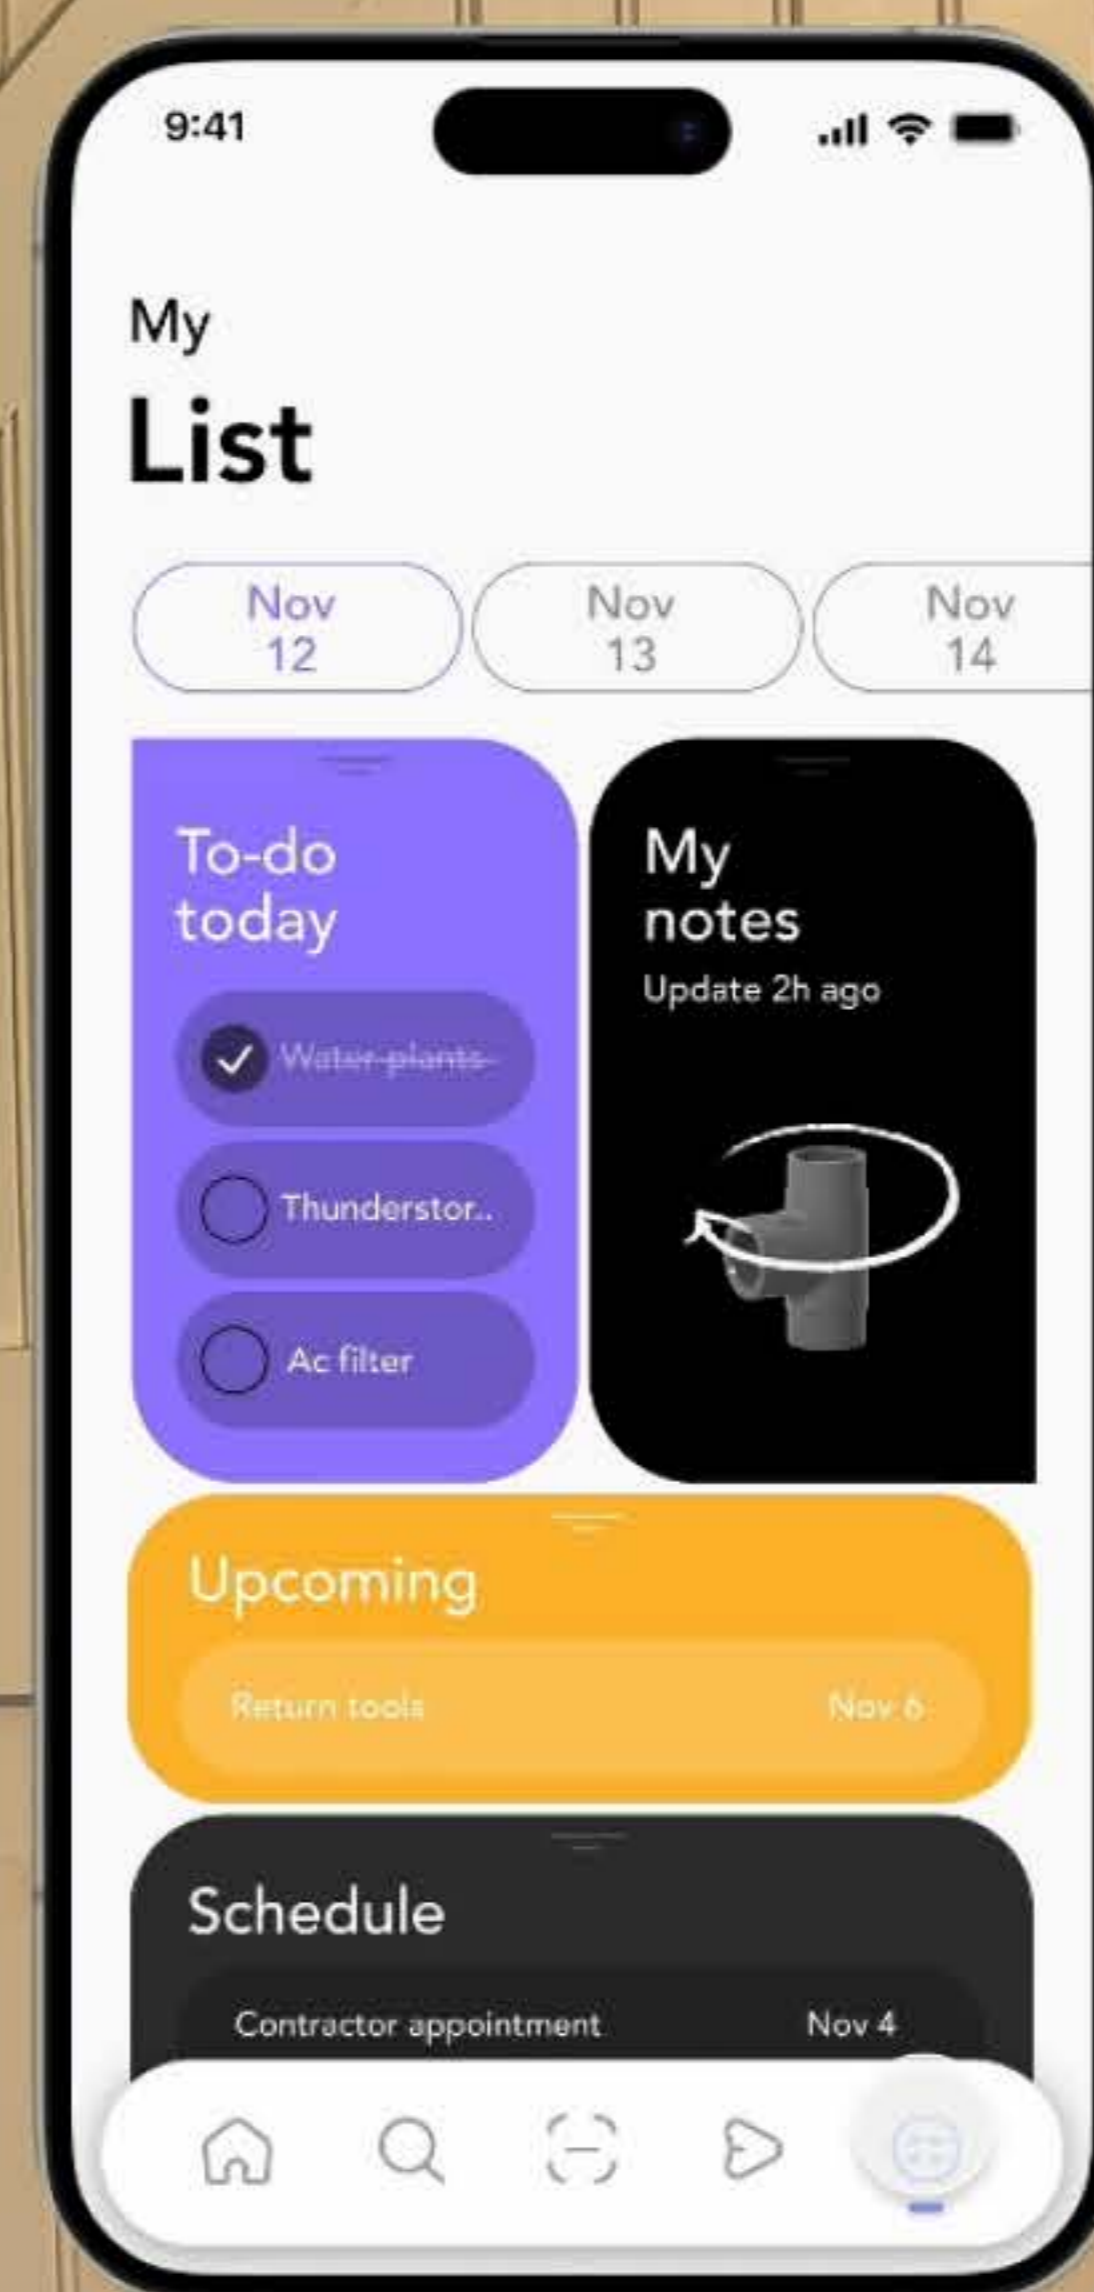 9:41
My
List
Nov
12
Nov
13
Nov
14
To-do
today
Water plants
Thunderstor..
Ac filter
My
notes
Update 2h ago
Upcoming
Return tools Nov 6
Schedule
Contractor appointment Nov 4